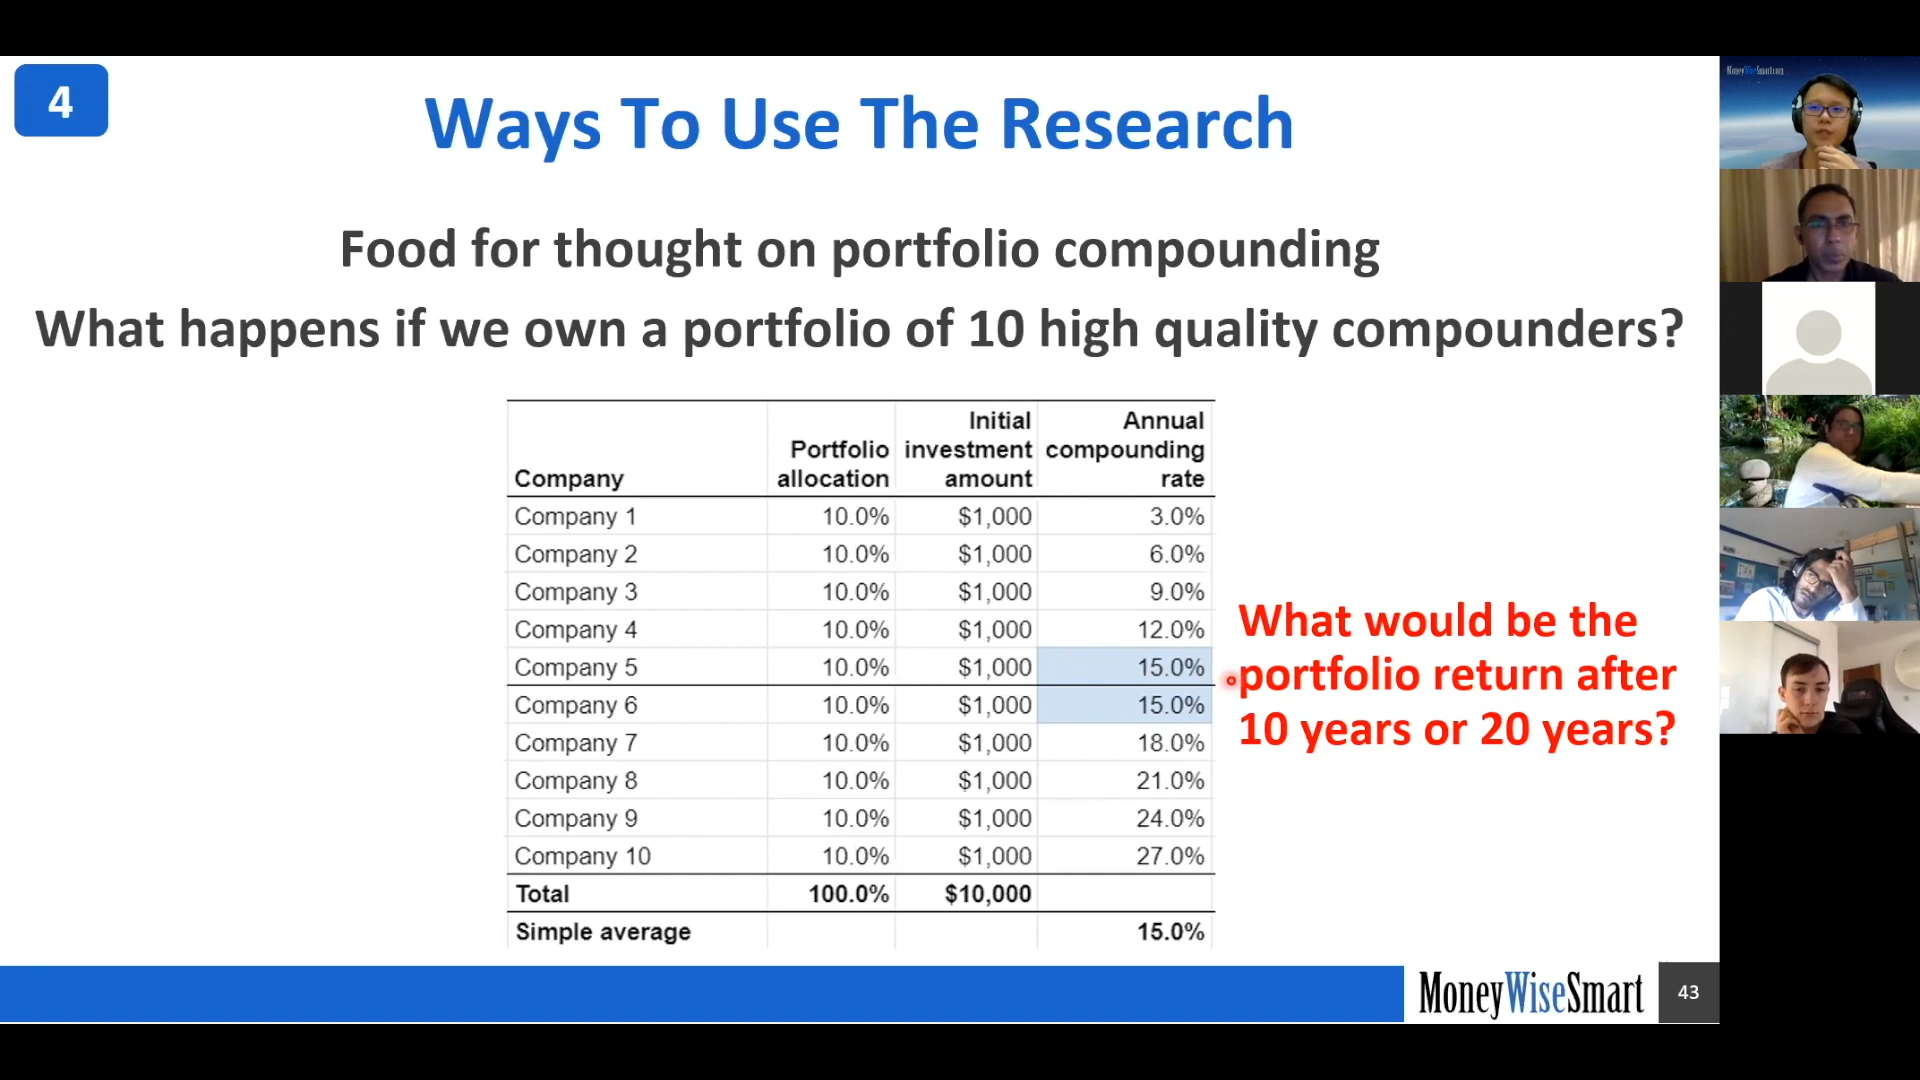 4
Ways To Use The Research
Food for thought on portfolio compounding
What happens if we own a portfolio of 10 high quality compounders?
Company Portfolio allocation Initial investment amount Annual compounding rate
Company 1 10.0% $1,000 3.0%
Company 2 10.0% $1,000 6.0%
Company 3 10.0% $1,000 9.0%
Company 4 10.0% $1,000 12.0%
Company 5 10.0% $1,000 15.0%
Company 6 10.0% $1,000 15.0%
Company 7 10.0% $1,000 18.0%
Company 8 10.0% $1,000 21.0%
Company 9 10.0% $1,000 24.0%
Company 10 10.0% $1,000 27.0%
Total 100.0% $10,000
Simple average 15.0%
What would be the
portfolio return after
10 years or 20 years?
MoneyWiseSmart
43
MoneyWiseSmart.com